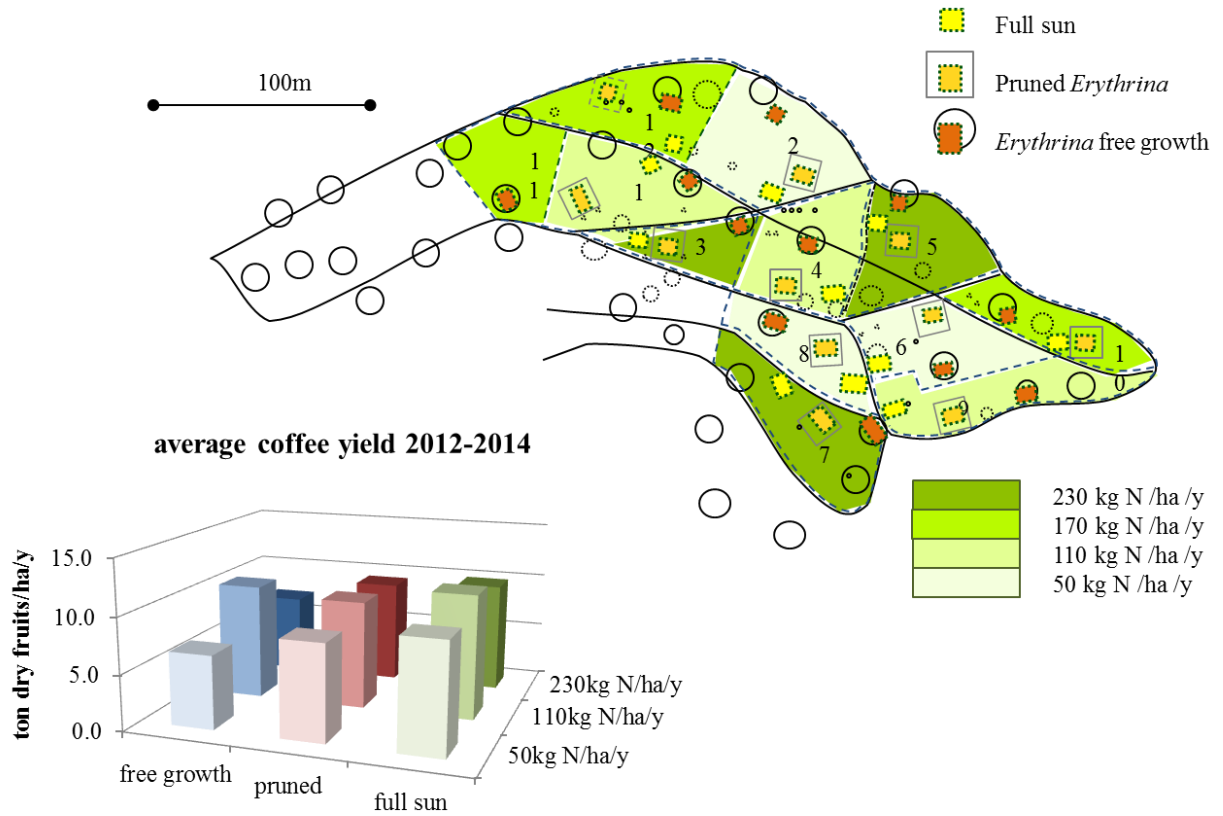 Full sun
100m
Pruned Erythrina
Erythrina free growth
1
2
2
1
1
1
1
3
5
4
6
8
1
0
9
7
average coffee yield 2012-2014
230 kg N /ha /y
170 kg N /ha /y
110 kg N /ha /y
50 kg N /ha /y
ton dry fruits/ha/y
15.0
10.0
5.0
0.0
230kg N/ha/y
110kg N/ha/y
50kg N/ha/y
free growth
pruned
full sun